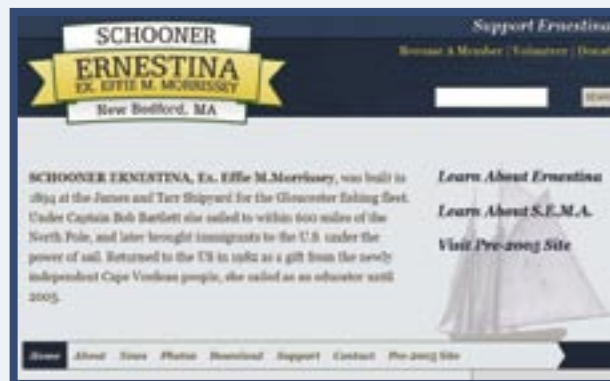 SCHOONER
ERNESTINA
EX. EFFIE M. MORRISSEY
New Bedford, MA
Support Ernestina
Become A Member | Volunteer |
SCHOONER ERNESTINA, Ex. Effie M.Morrissey, was built in
1894 at the James and Tarr Shipyard for the Gloucester fishing fleet.
Under Captain Bob Bartlett she sailed to within 600 miles of the
North Pole, and later brought immigrants to the U.S. under the
power of sail. Returned to the US in 1982 as a gift from the newly
independent Cape Verdean people, she sailed as an educator until
2005.
Learn About Ernestina
Learn About S.E.M.A.
Visit Pre-2005 Site
Home About News Photos Download Support Contact Pre-2005 Site